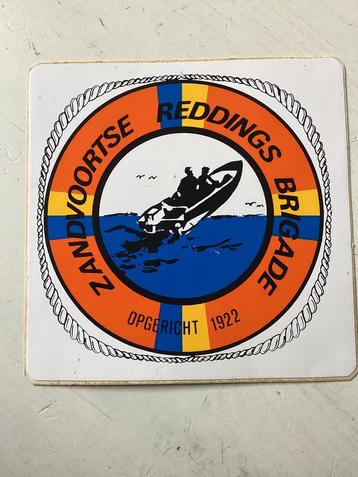 ZANDVOORTSE REDDINGS BRIGADE
OPGERICHT 1922